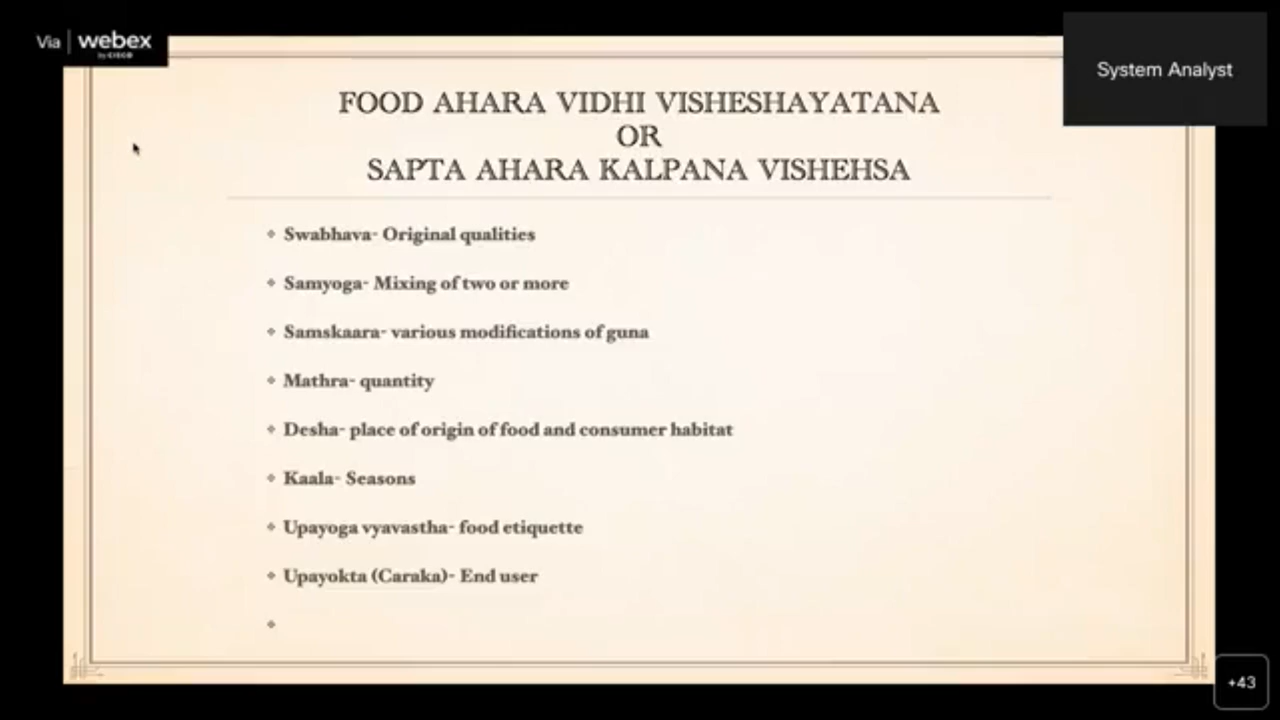 Via | webex
by CISCO
System Analyst
FOOD AHARA VIDHI VISHESHAYATANA
OR
SAPTA AHARA KALPANA VISHEHSA
Swabhava- Original qualities
Samyoga- Mixing of two or more
Samskaara- various modifications of guna
Mathra- quantity
Desha- place of origin of food and consumer habitat
Kaala- Seasons
Upayoga vyavastha- food etiquette
Upayokta (Caraka)- End user
+43